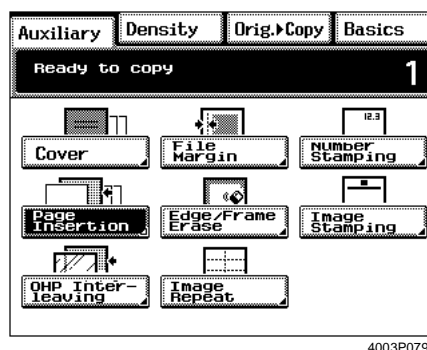 Auxiliary Density Orig.▸Copy Basics
Ready to copy 1
12.3
Cover File Margin Number Stamping
Page Insertion Edge/Frame Erase Image Stamping
OHP Inter-leaving Image Repeat
4003P079